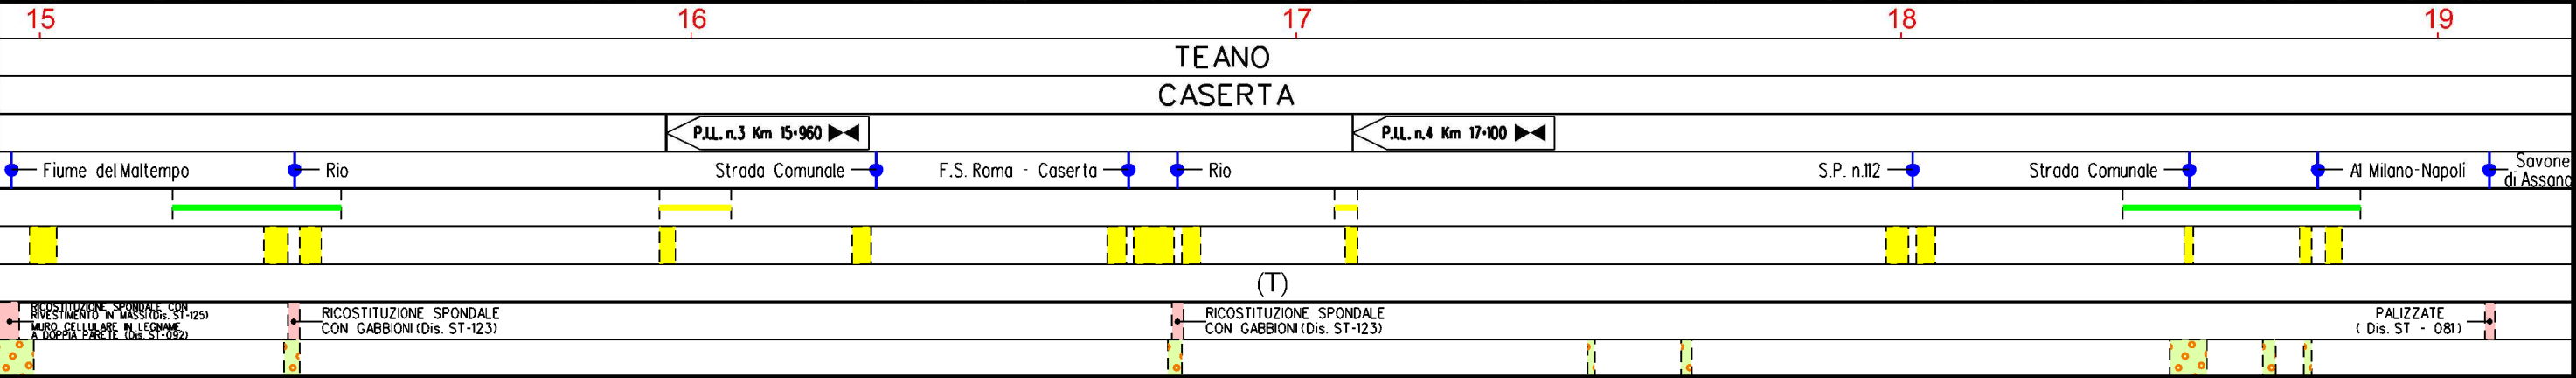 15 16 17 18 19
TEANO
CASERTA
P.I.L. n.3 Km 15+960 P.I.L. n.4 Km 17+100
Fiume del Maltempo Rio Strada Comunale F.S. Roma - Caserta Rio S.P. n.112 Strada Comunale A1 Milano-Napoli Savone
di Assano
(T)
RICOSTITUZIONE SPONDALE CON
RIVESTIMENTO IN MASSI (Dis. ST-125)
MURO CELLULARE IN LEGNAME
A DOPPIA PARETE (Dis. ST-092)
RICOSTITUZIONE SPONDALE
CON GABBIONI (Dis. ST-123)
RICOSTITUZIONE SPONDALE
CON GABBIONI (Dis. ST-123)
PALIZZATE
( Dis. ST - 081)